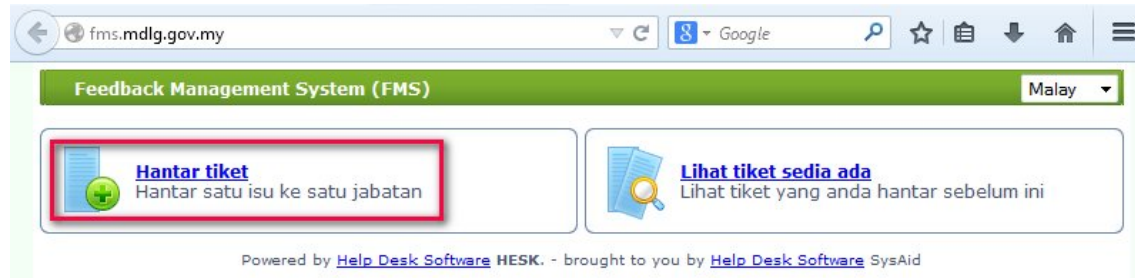 fms.mdlg.gov.my
Google
Feedback Management System (FMS)
Malay
Hantar tiket
Hantar satu isu ke satu jabatan
Lihat tiket sedia ada
Lihat tiket yang anda hantar sebelum ini
Powered by Help Desk Software HESK. - brought to you by Help Desk Software SysAid